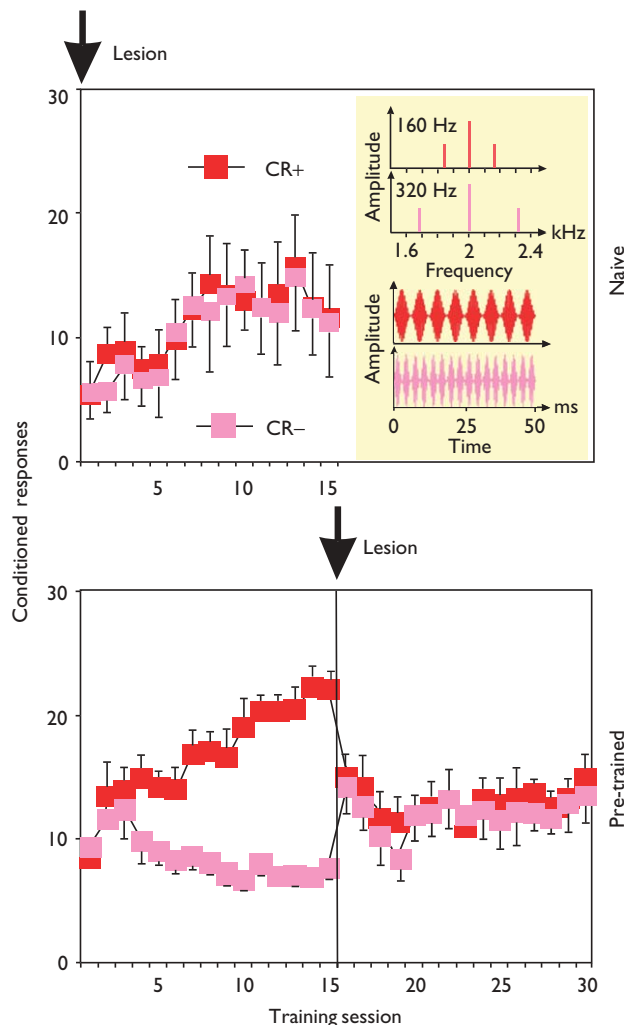 Lesion
30
20
10
0
CR+
CR−
5
10
15
160 Hz
320 Hz
Amplitude
kHz
1.6
2
2.4
Frequency
Amplitude
ms
0
25
50
Time
Naive
Conditioned responses
Lesion
30
20
10
0
5
10
15
20
25
30
Training session
Pre-trained